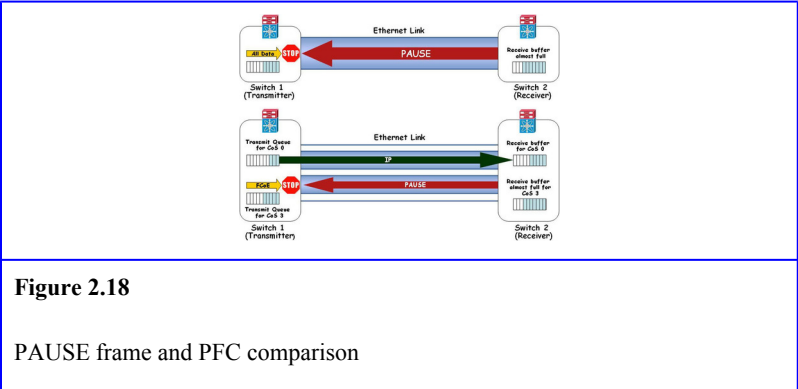 Ethernet Link
All Data
STOP
PAUSE
Receive buffer
almost full
Switch 1
(Transmitter)
Switch 2
(Receiver)
Ethernet Link
Transmit Queue
for CoS 0
IP
Receive buffer
for CoS 0
FCoE
STOP
PAUSE
Receive buffer
almost full for
CoS 3
Transmit Queue
for CoS 3
Switch 1
(Transmitter)
Switch 2
(Receiver)
Figure 2.18
PAUSE frame and PFC comparison